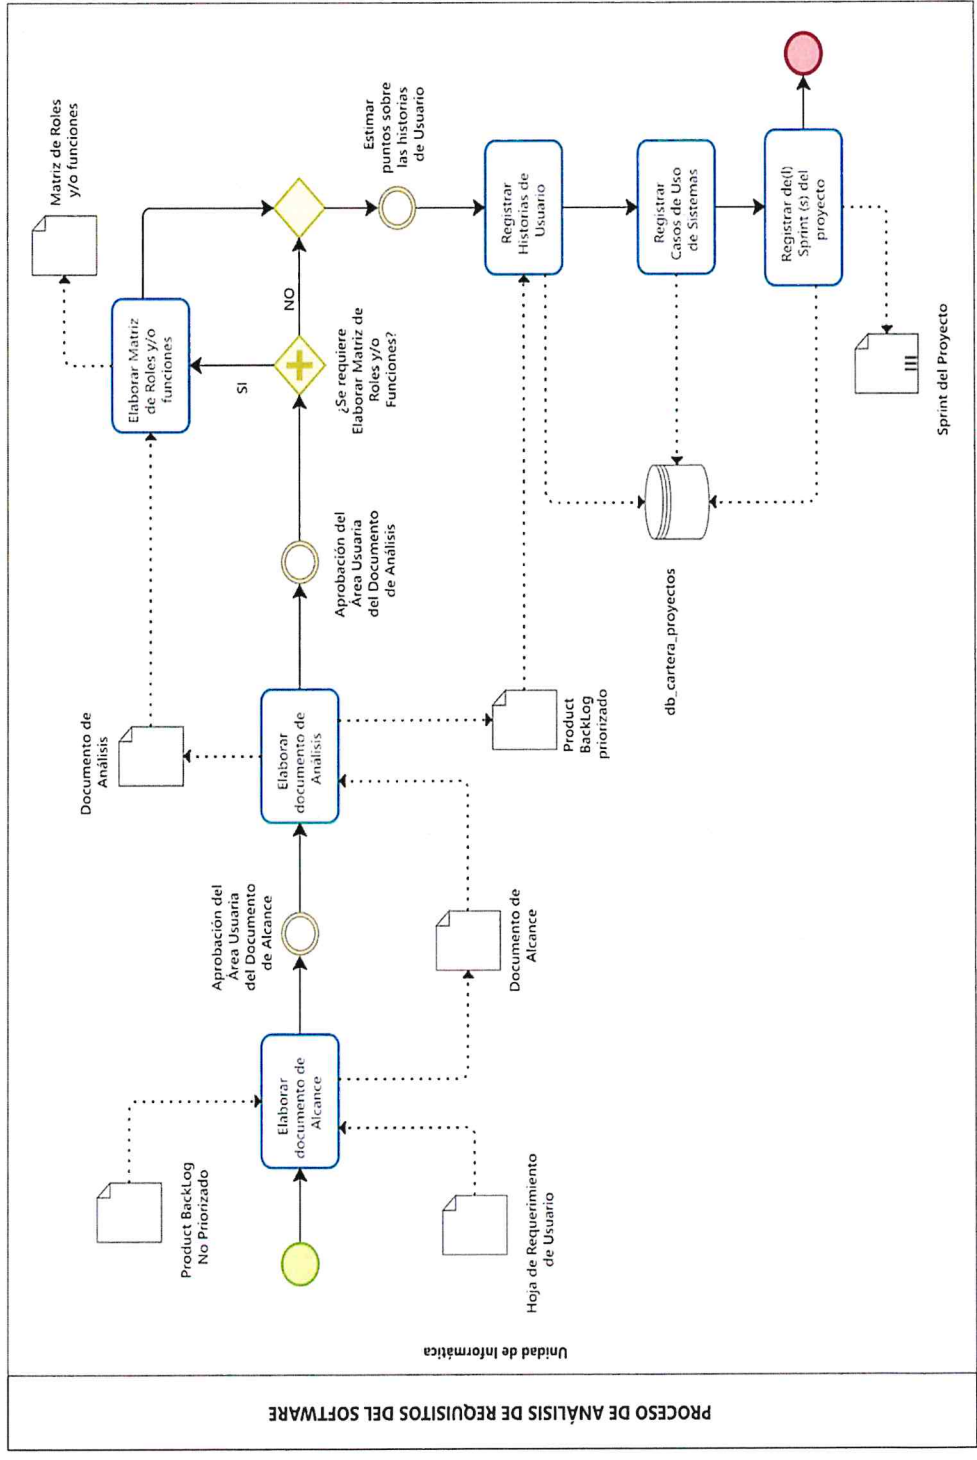 PROCESO DE ANÁLISIS DE REQUISITOS DEL SOFTWARE
Unidad de Informática
Product BackLog
No Priorizado
Hoja de Requerimiento
de Usuario
Elaborar
documento de
Alcance
Aprobación del
Área Usuaria
del Documento
de Alcance
Documento de
Alcance
Documento de
Análisis
Elaborar
documento de
Análisis
Product
BackLog
priorizado
Aprobación del
Área Usuaria
del Documento
de Análisis
¿Se requiere
Elaborar Matriz de
Roles y/o
Funciones?
SI
NO
Elaborar Matriz
de Roles y/o
funciones
Matriz de Roles
y/o funciones
Estimar
puntos sobre
las historias
de Usuario
Registrar
Historias de
Usuario
Registrar
Casos de Uso
de Sistemas
Registrar de(l)
Sprint (s) del
proyecto
db_cartera_proyectos
Sprint del Proyecto